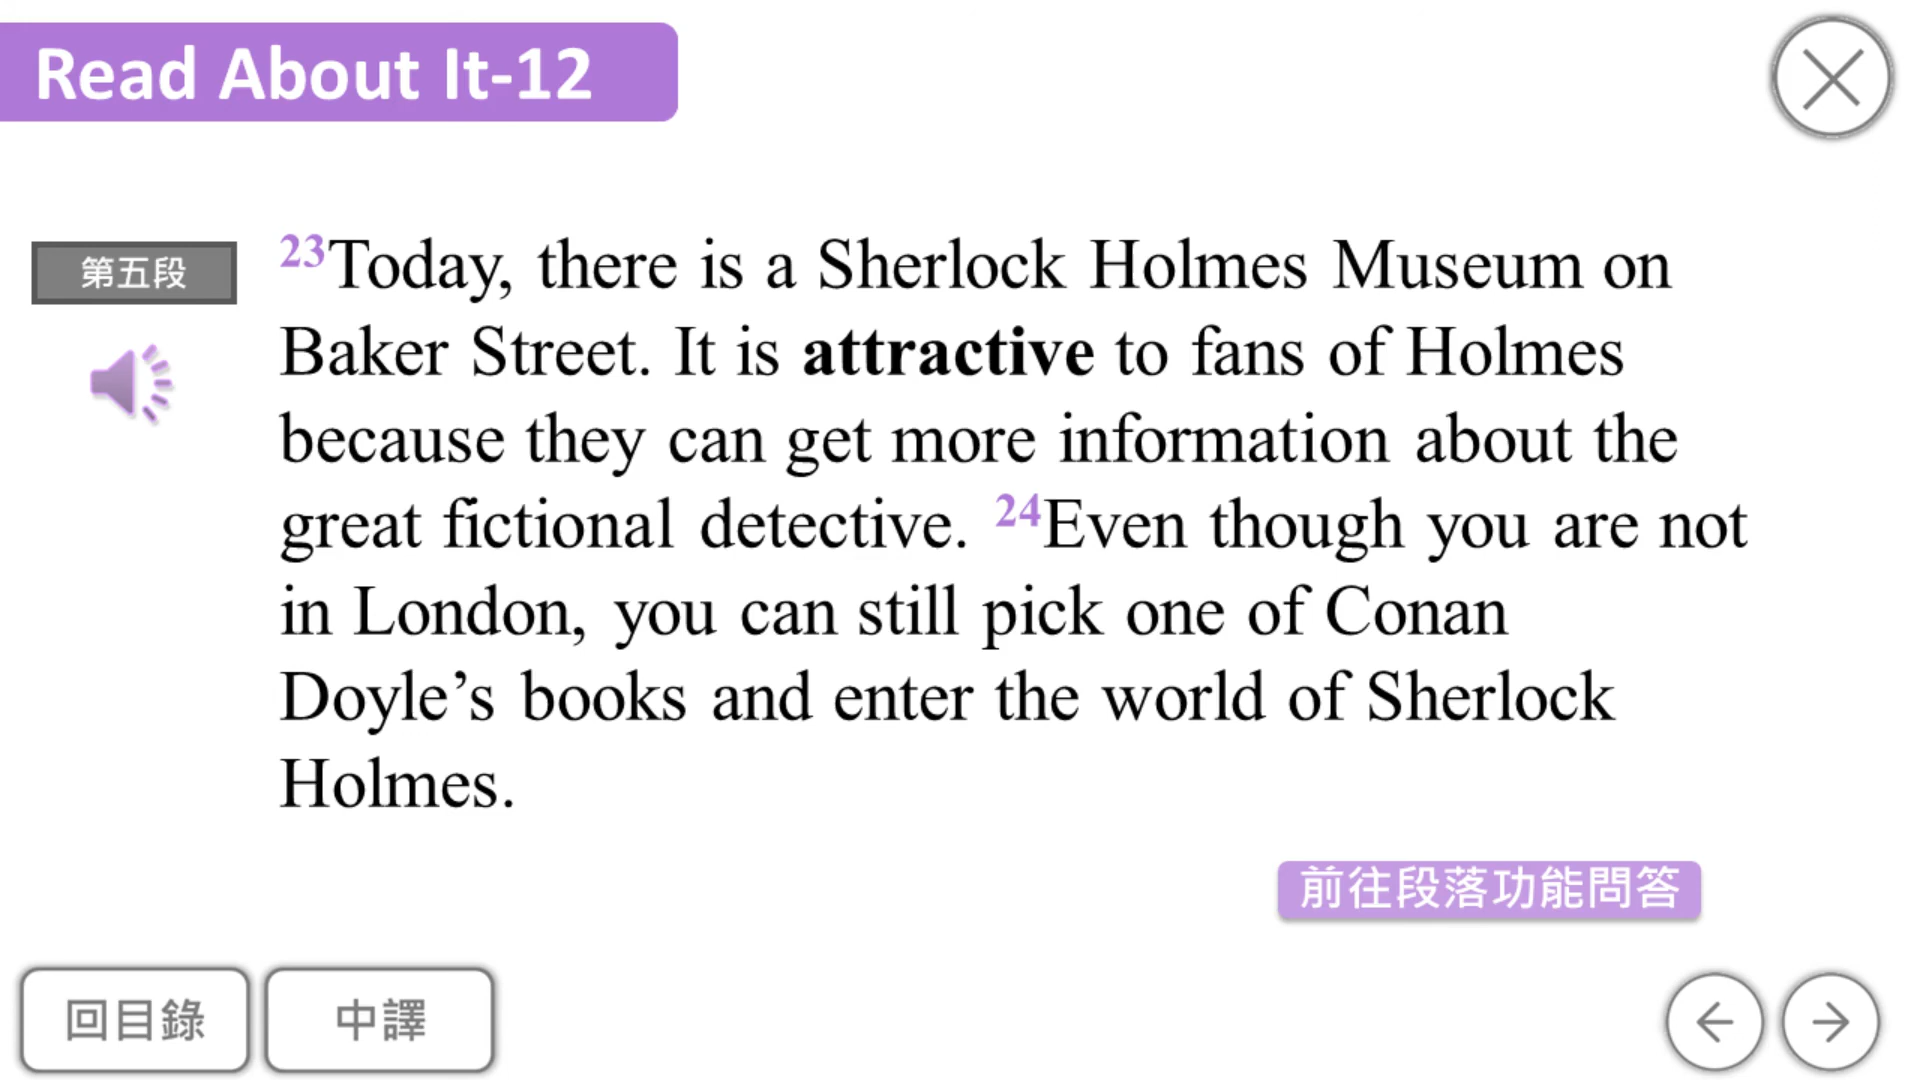 Read About It-12
第五段
23Today, there is a Sherlock Holmes Museum on
Baker Street. It is attractive to fans of Holmes
because they can get more information about the
great fictional detective. 24Even though you are not
in London, you can still pick one of Conan
Doyle’s books and enter the world of Sherlock
Holmes.
前往段落功能問答
回目錄
中譯